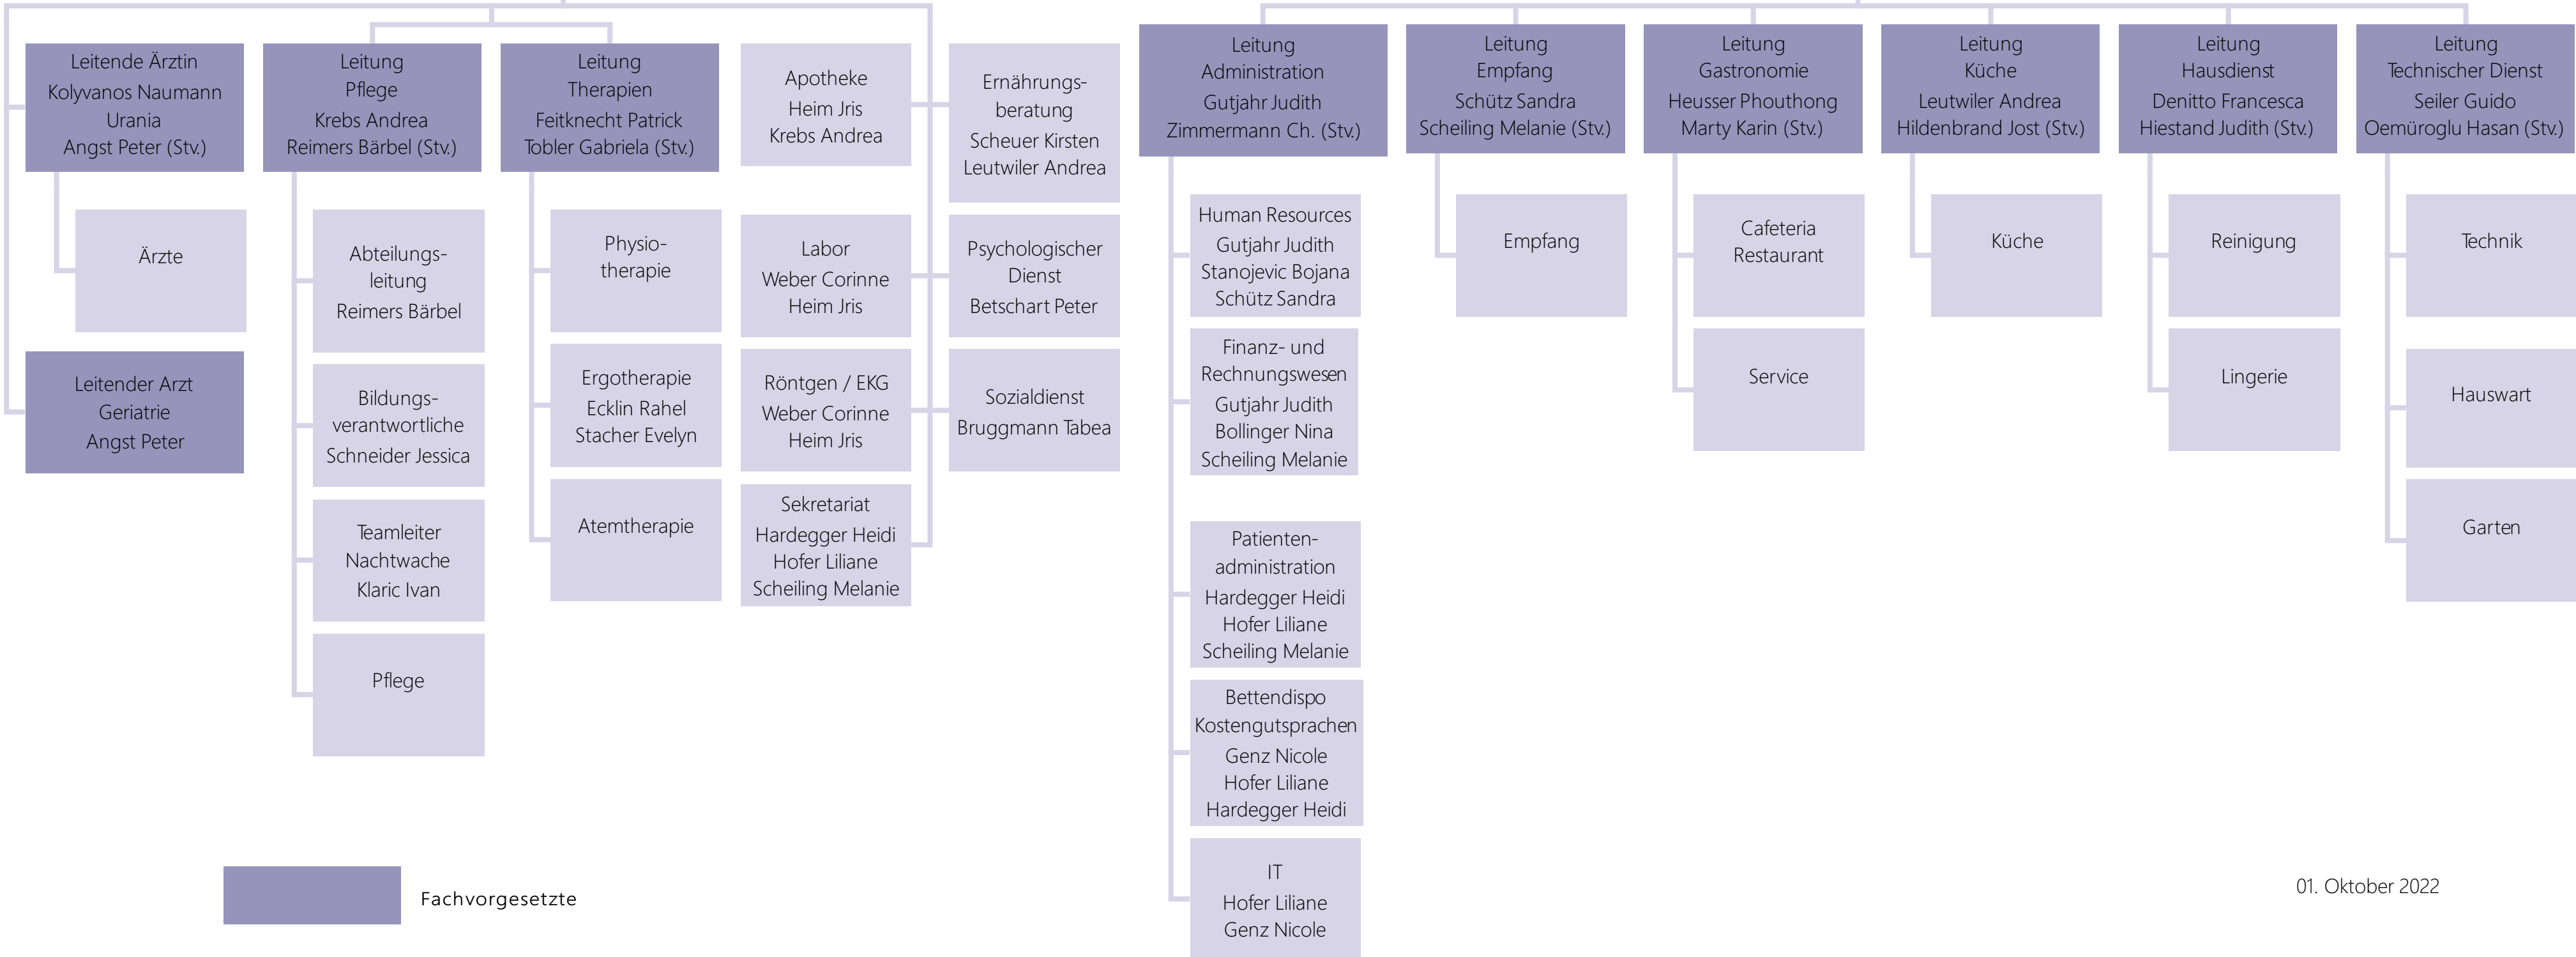 Leitende Ärztin
Kolyvanos Naumann
Urania
Angst Peter (Stv.)
Ärzte
Leitender Arzt
Geriatrie
Angst Peter
Leitung
Pflege
Krebs Andrea
Reimers Bärbel (Stv.)
Abteilungs-
leitung
Reimers Bärbel
Bildungs-
verantwortliche
Schneider Jessica
Teamleiter
Nachtwache
Klaric Ivan
Pflege
Leitung
Therapien
Feitknecht Patrick
Tobler Gabriela (Stv.)
Physio-
therapie
Ergotherapie
Ecklin Rahel
Stacher Evelyn
Atemtherapie
Apotheke
Heim Jris
Krebs Andrea
Labor
Weber Corinne
Heim Jris
Röntgen / EKG
Weber Corinne
Heim Jris
Sekretariat
Hardegger Heidi
Hofer Liliane
Scheiling Melanie
Ernährungs-
beratung
Scheuer Kirsten
Leutwiler Andrea
Psychologischer
Dienst
Betschart Peter
Sozialdienst
Bruggmann Tabea
Leitung
Administration
Gutjahr Judith
Zimmermann Ch. (Stv.)
Human Resources
Gutjahr Judith
Stanojevic Bojana
Schütz Sandra
Finanz- und
Rechnungswesen
Gutjahr Judith
Bollinger Nina
Scheiling Melanie
Patienten-
administration
Hardegger Heidi
Hofer Liliane
Scheiling Melanie
Bettendispo
Kostengutsprachen
Genz Nicole
Hofer Liliane
Hardegger Heidi
IT
Hofer Liliane
Genz Nicole
Leitung
Empfang
Schütz Sandra
Scheiling Melanie (Stv.)
Empfang
Leitung
Gastronomie
Heusser Phouthong
Marty Karin (Stv.)
Cafeteria
Restaurant
Service
Leitung
Küche
Leutwiler Andrea
Hildenbrand Jost (Stv.)
Küche
Leitung
Hausdienst
Denitto Francesca
Hiestand Judith (Stv.)
Reinigung
Lingerie
Leitung
Technischer Dienst
Seiler Guido
Oemüroglu Hasan (Stv.)
Technik
Hauswart
Garten
Fachvorgesetzte
01. Oktober 2022